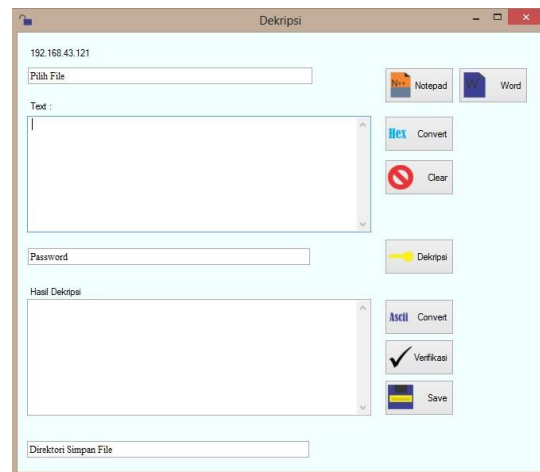 Dekripsi
192.168.43.121
Pilih File
N++ Notepad
W Word
Text :
Hex Convert
Clear
Password
Dekripsi
Hasil Dekripsi
Ascii Convert
Verifikasi
Save
Direktori Simpan File